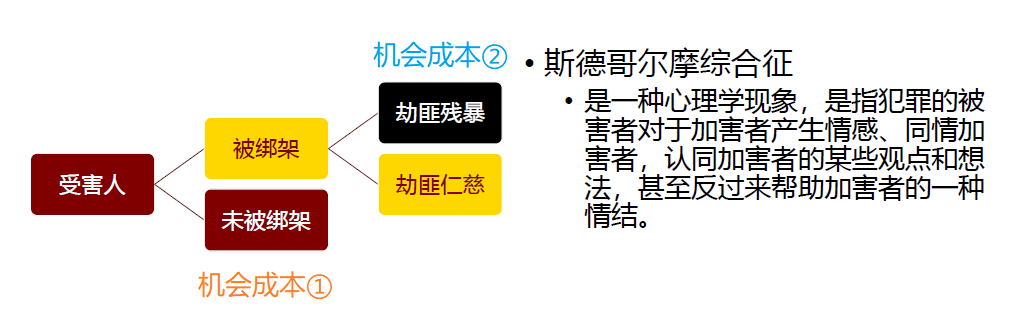 机会成本②
劫匪残暴
被绑架
受害人
劫匪仁慈
未被绑架
机会成本①
• 斯德哥尔摩综合征
• 是一种心理学现象，是指犯罪的被
害者对于加害者产生情感、同情加
害者，认同加害者的某些观点和想
法，甚至反过来帮助加害者的一种
情结。